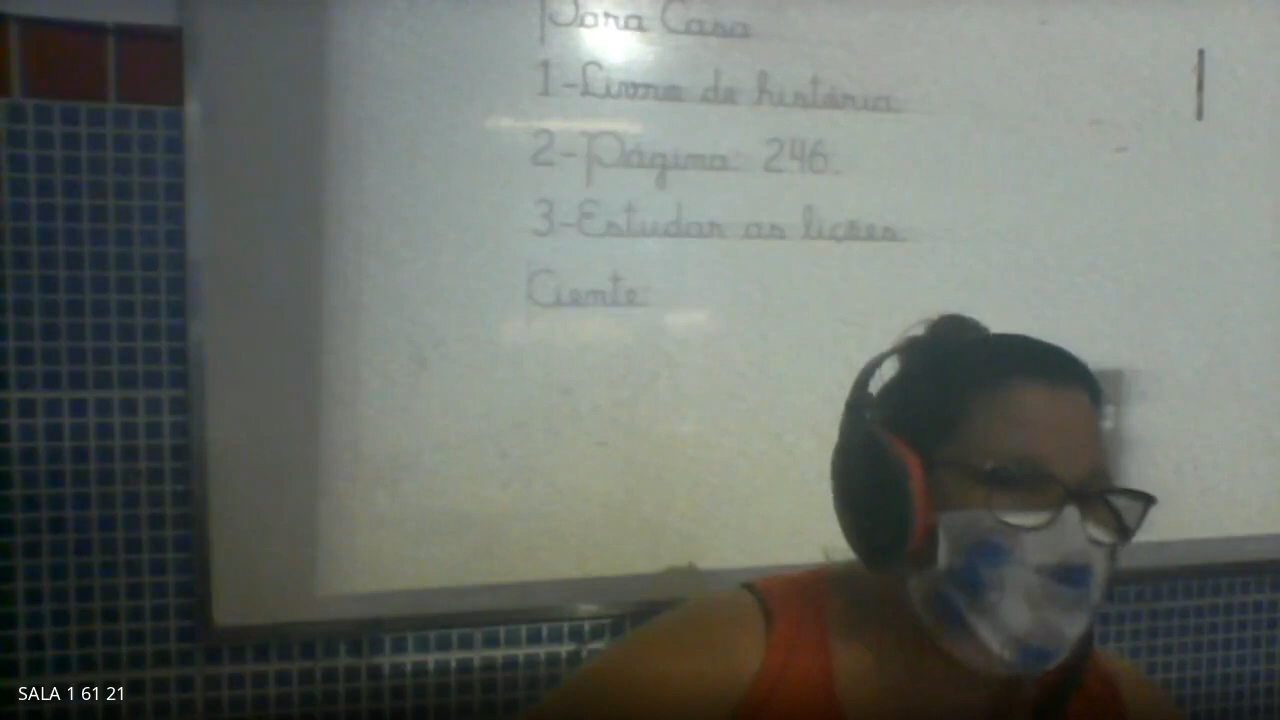 Para Casa
1-Livro de história
2-Página: 246.
3-Estudar as lições
Ciente:
SALA 1 61 21